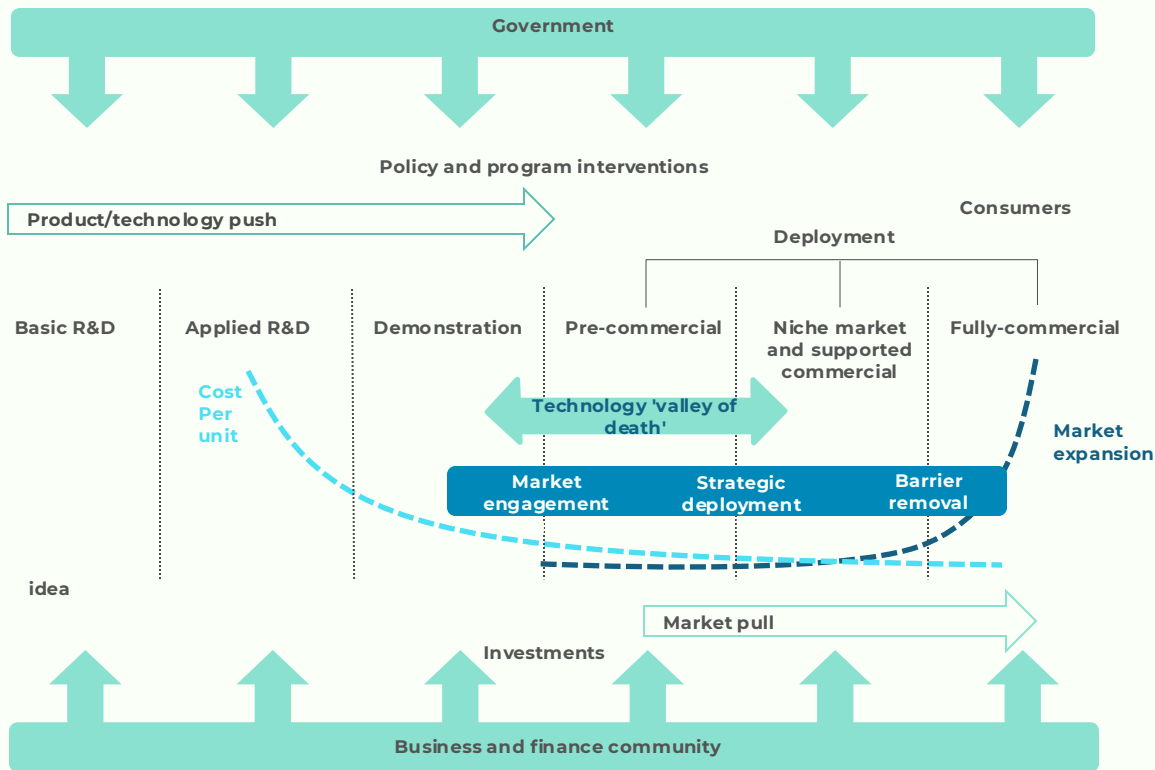 Government
Policy and program interventions
Product/technology push
Consumers
Deployment
Basic R&D
Applied R&D
Demonstration
Pre-commercial
Niche market
and supported
commercial
Fully-commercial
Cost
Per
unit
Technology 'valley of
death'
Market
expansion
Market
engagement
Strategic
deployment
Barrier
removal
idea
Market pull
Investments
Business and finance community